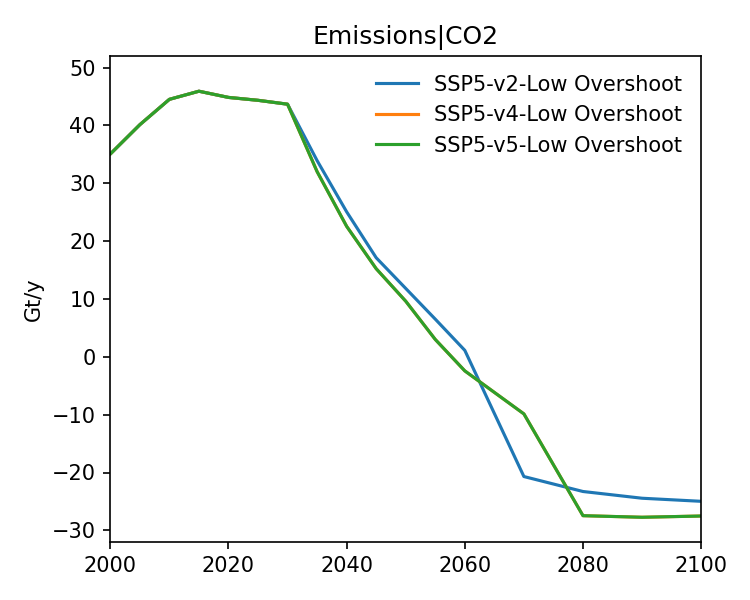 Emissions|CO2
50
40
30
20
10
0
−10
−20
−30
Gt/y
SSP5-v2-Low Overshoot
SSP5-v4-Low Overshoot
SSP5-v5-Low Overshoot
2000 2020 2040 2060 2080 2100